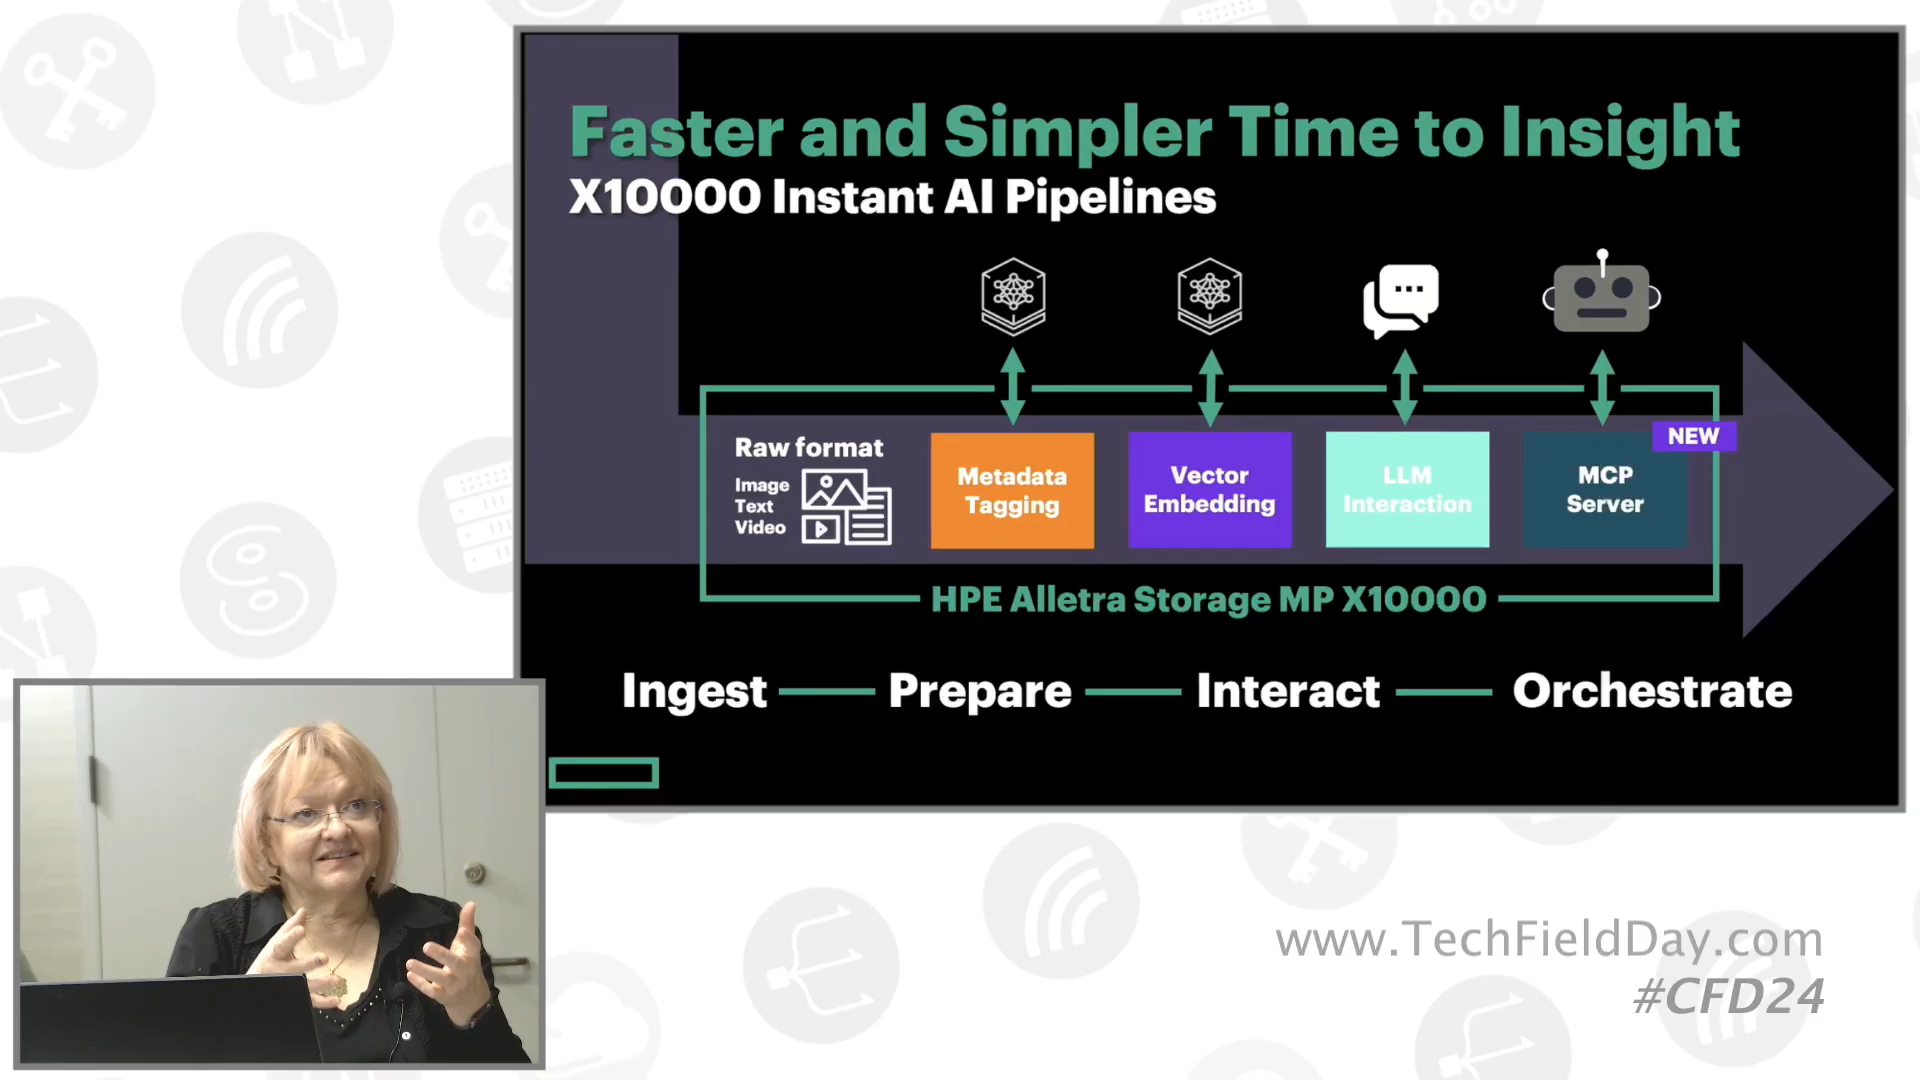 Faster and Simpler Time to Insight
X10000 Instant AI Pipelines
Raw format
Image
Text
Video
Metadata
Tagging
Vector
Embedding
LLM
Interaction
MCP
Server
NEW
HPE Alletra Storage MP X10000
Ingest
Prepare
Interact
Orchestrate
www.TechFieldDay.com
#CFD24